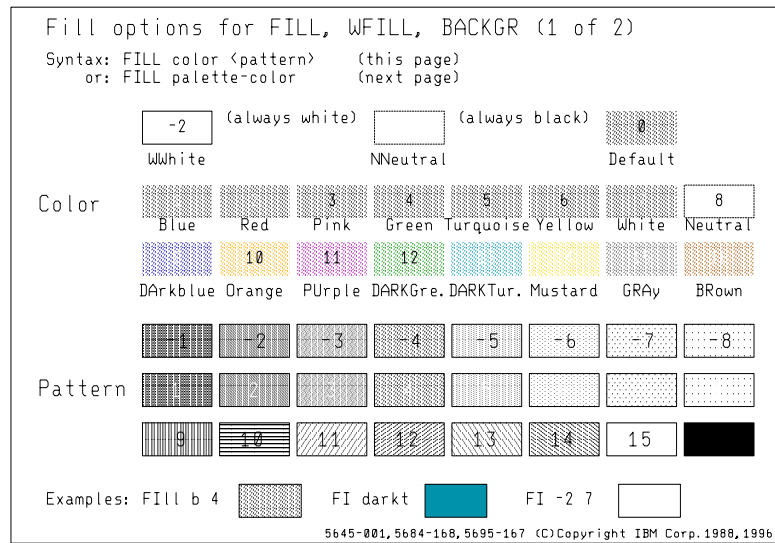 Fill options for FILL, WFILL, BACKGR (1 of 2)
Syntax: FILL color <pattern> (this page)
or: FILL palette-color (next page)
-2 (always white) (always black) 0
WWhite NNeutral Default
3 4 5 6 8
Color
Blue Red Pink Green Turquoise Yellow White Neutral
10 11 12
DArkblue Orange PUrple DARKGre. DARKTur. Mustard GRAy BRown
-1 -2 -3 -4 -5 -6 -7 -8
Pattern 1 2 3
9 10 11 12 13 14 15
Examples: FIll b 4 FI darkt FI -2 7
5645-001,5684-168,5695-167 (C)Copyright IBM Corp.1988,1996